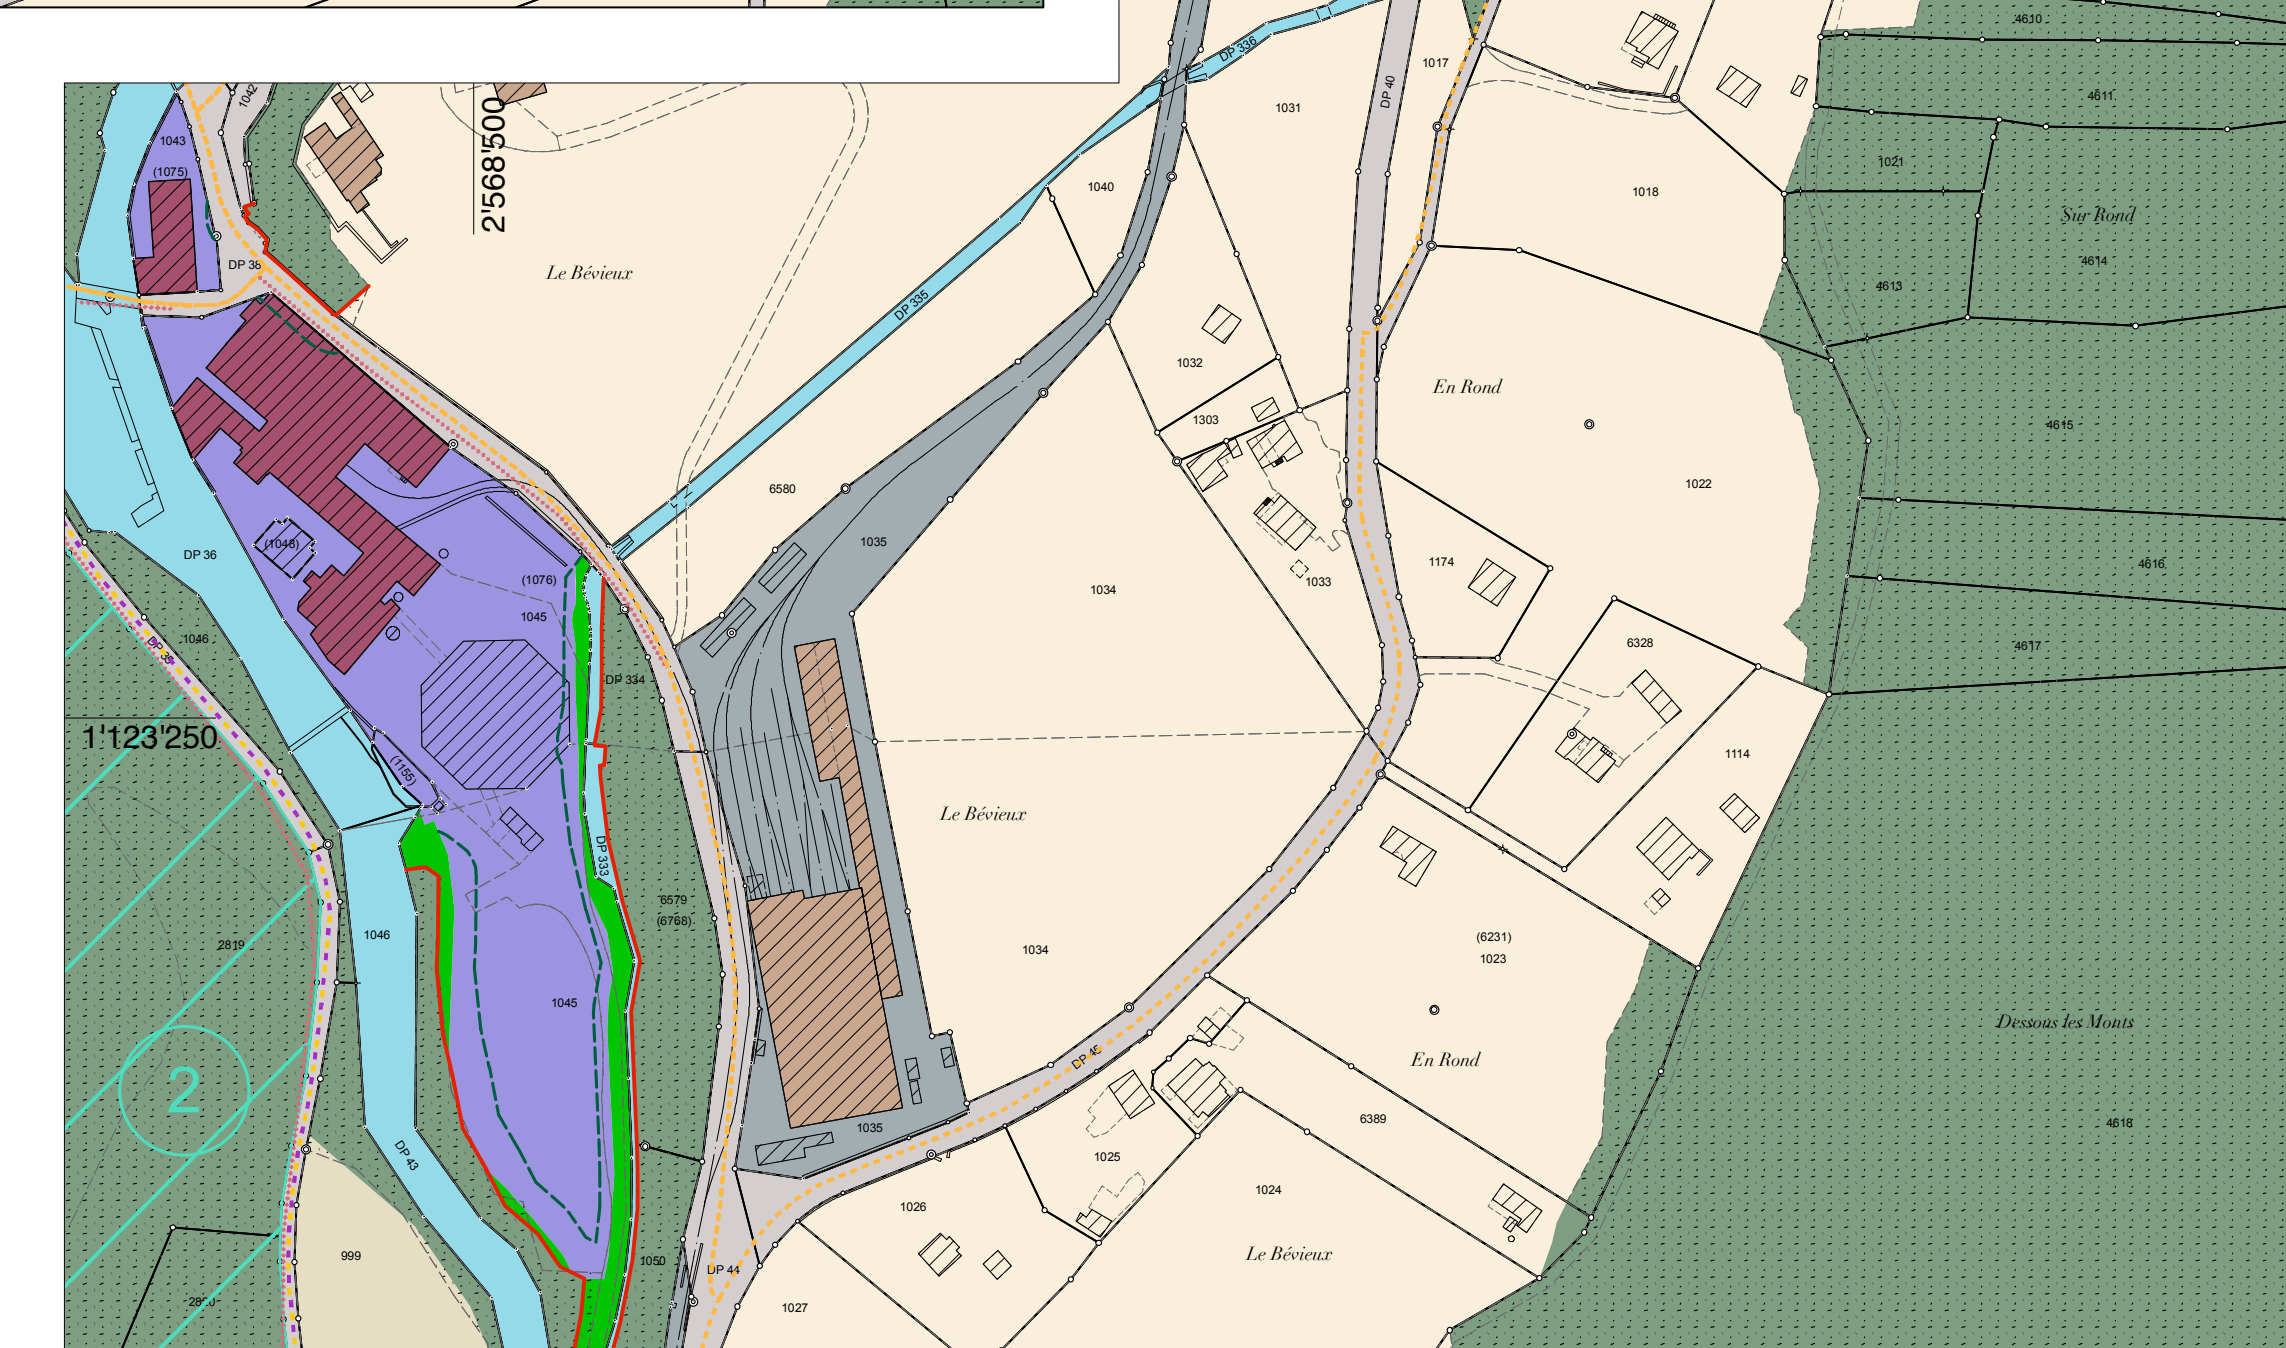 4610
DP 336
1017
DP 40
4611
1042
1031
2'568'500
1043
1021
(1075)
1040
1018
Sur Rond
DP 38
4614
Le Bévieux
4613
DP 335
1032
En Rond
1303
4615
6580
1022
1035
(1048)
DP 36
1174
4616
(1076)
1033
1034
1045
1046
DP 35
6328
4617
DP 334
1'123'250
1114
(1155)
Le Bévieux
DP 333
6579
(6768)
1046
2819
(6231)
1034
1023
1045
Dessous les Monts
DP 45
En Rond
2
6389
4618
1035
DP 43
1025
1024
1026
999
Le Bévieux
1050
DP 44
1027